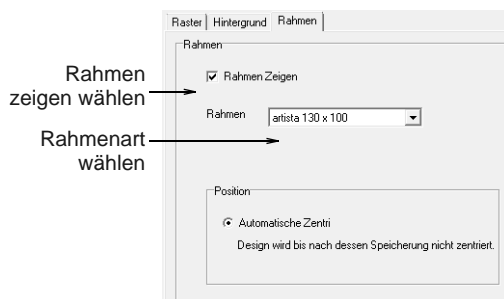 Raster Hintergrund Rahmen
Rahmen
Rahmen Zeigen
Rahmen
zeigen wählen
Rahmen artista 130 x 100
Rahmenart
wählen
Position
Automatische Zentri
Design wird bis nach dessen Speicherung nicht zentriert.